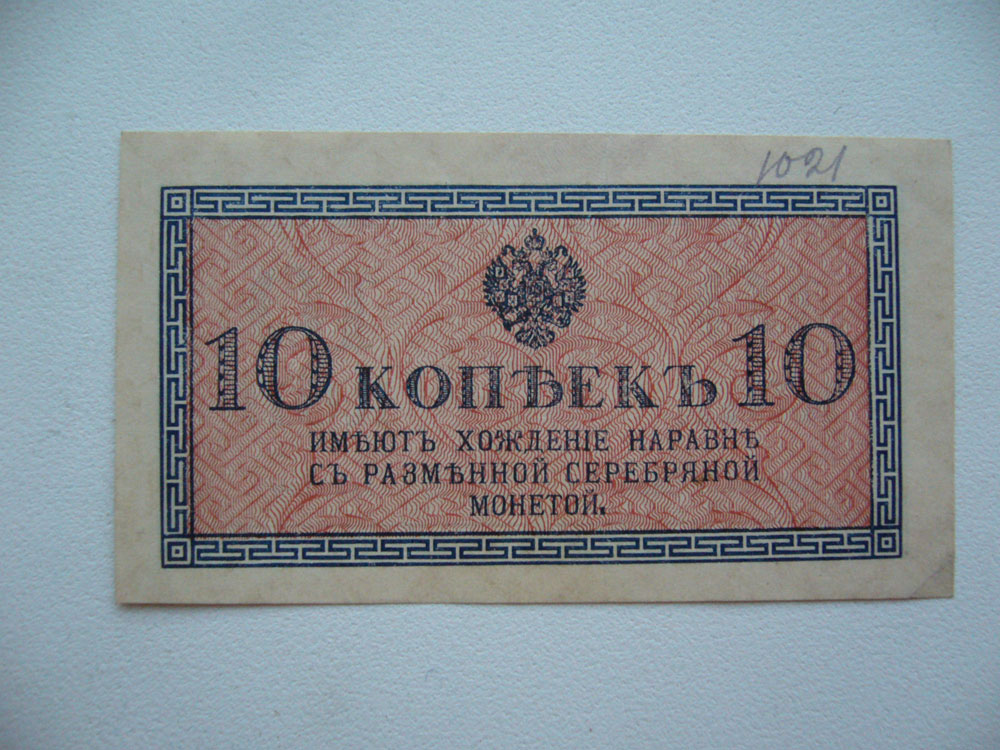 1021
10 КОПѢЕКЪ 10
ИМѢЮТЪ ХОЖДЕНІЕ НАРАВНѢ
СЪ РАЗМѢННОЙ СЕРЕБРЯНОЙ
МОНЕТОЙ.